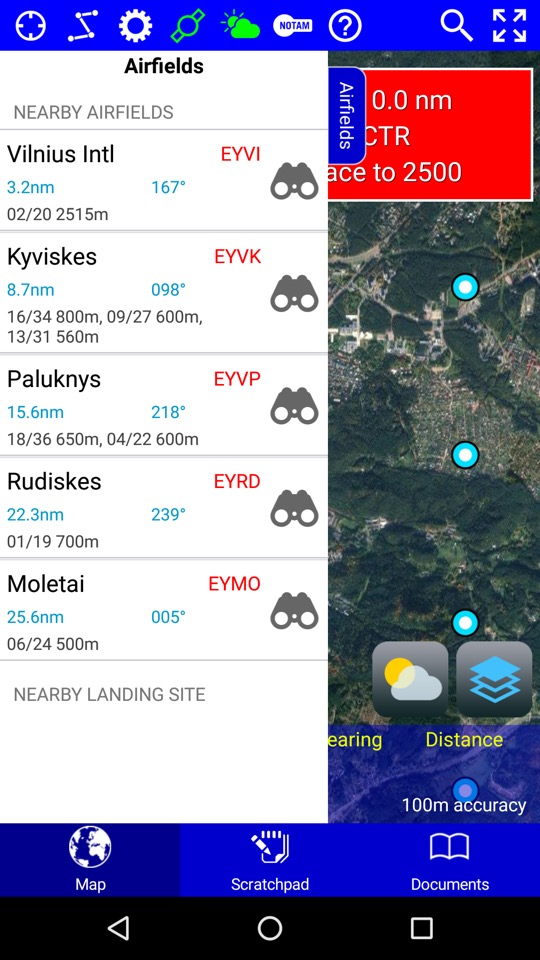 NOTAM
Airfields
NEARBY AIRFIELDS
Vilnius Intl EYVI
3.2nm 167°
02/20 2515m
Kyviskes EYVK
8.7nm 098°
16/34 800m, 09/27 600m,
13/31 560m
Paluknys EYVP
15.6nm 218°
18/36 650m, 04/22 600m
Rudiskes EYRD
22.3nm 239°
01/19 700m
Moletai EYMO
25.6nm 005°
06/24 500m
NEARBY LANDING SITE
Airfields
0.0 nm
CTR
ace to 2500
earing Distance
100m accuracy
Map Scratchpad Documents